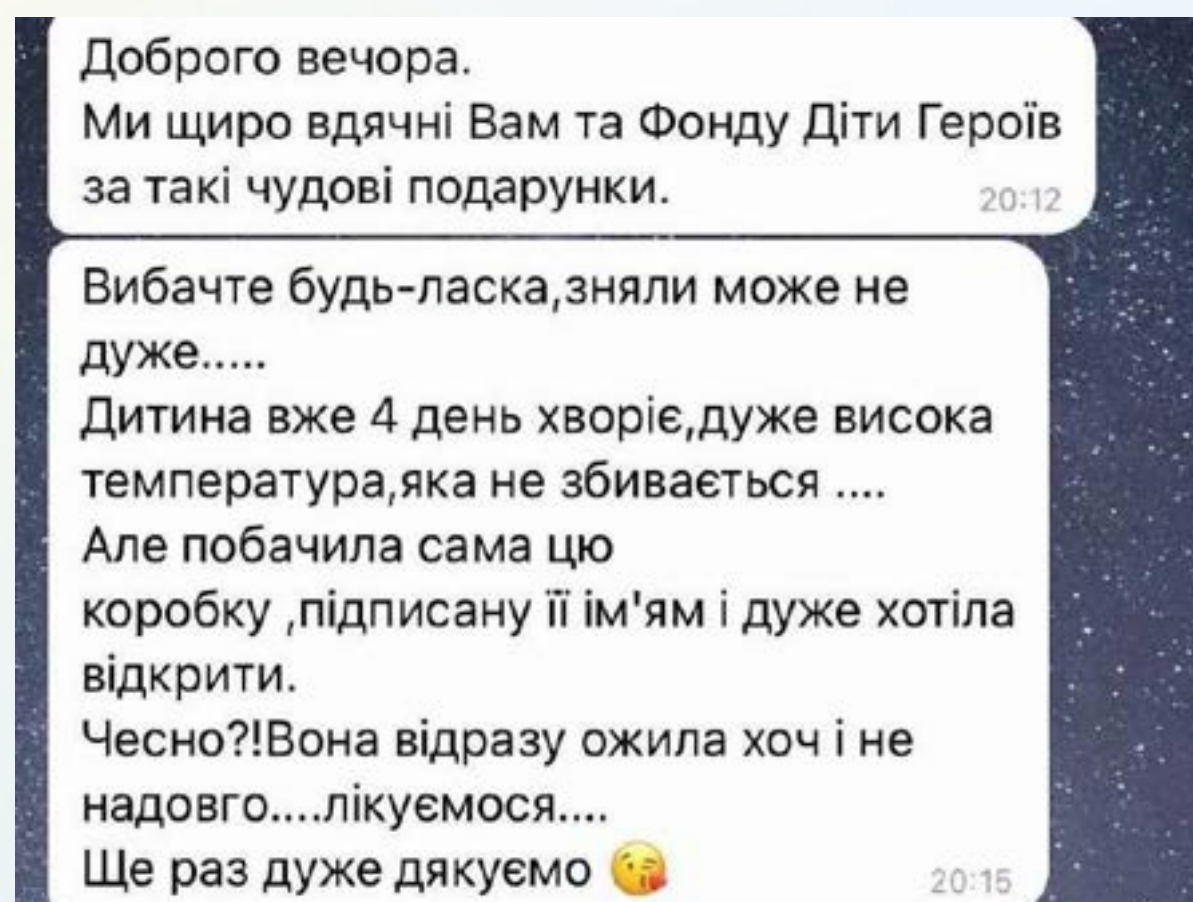 Доброго вечора.
Ми щиро вдячні Вам та Фонду Діти Героїв
за такі чудові подарунки.
20:12
Вибачте будь-ласка,зняли може не
дуже.....
Дитина вже 4 день хворіє,дуже висока
температура,яка не збивається ....
Але побачила сама цю
коробку ,підписану її ім'ям і дуже хотіла
відкрити.
Чесно?!Вона відразу ожила хоч і не
надовго....лікуємося....
Ще раз дуже дякуємо 😘
20:15